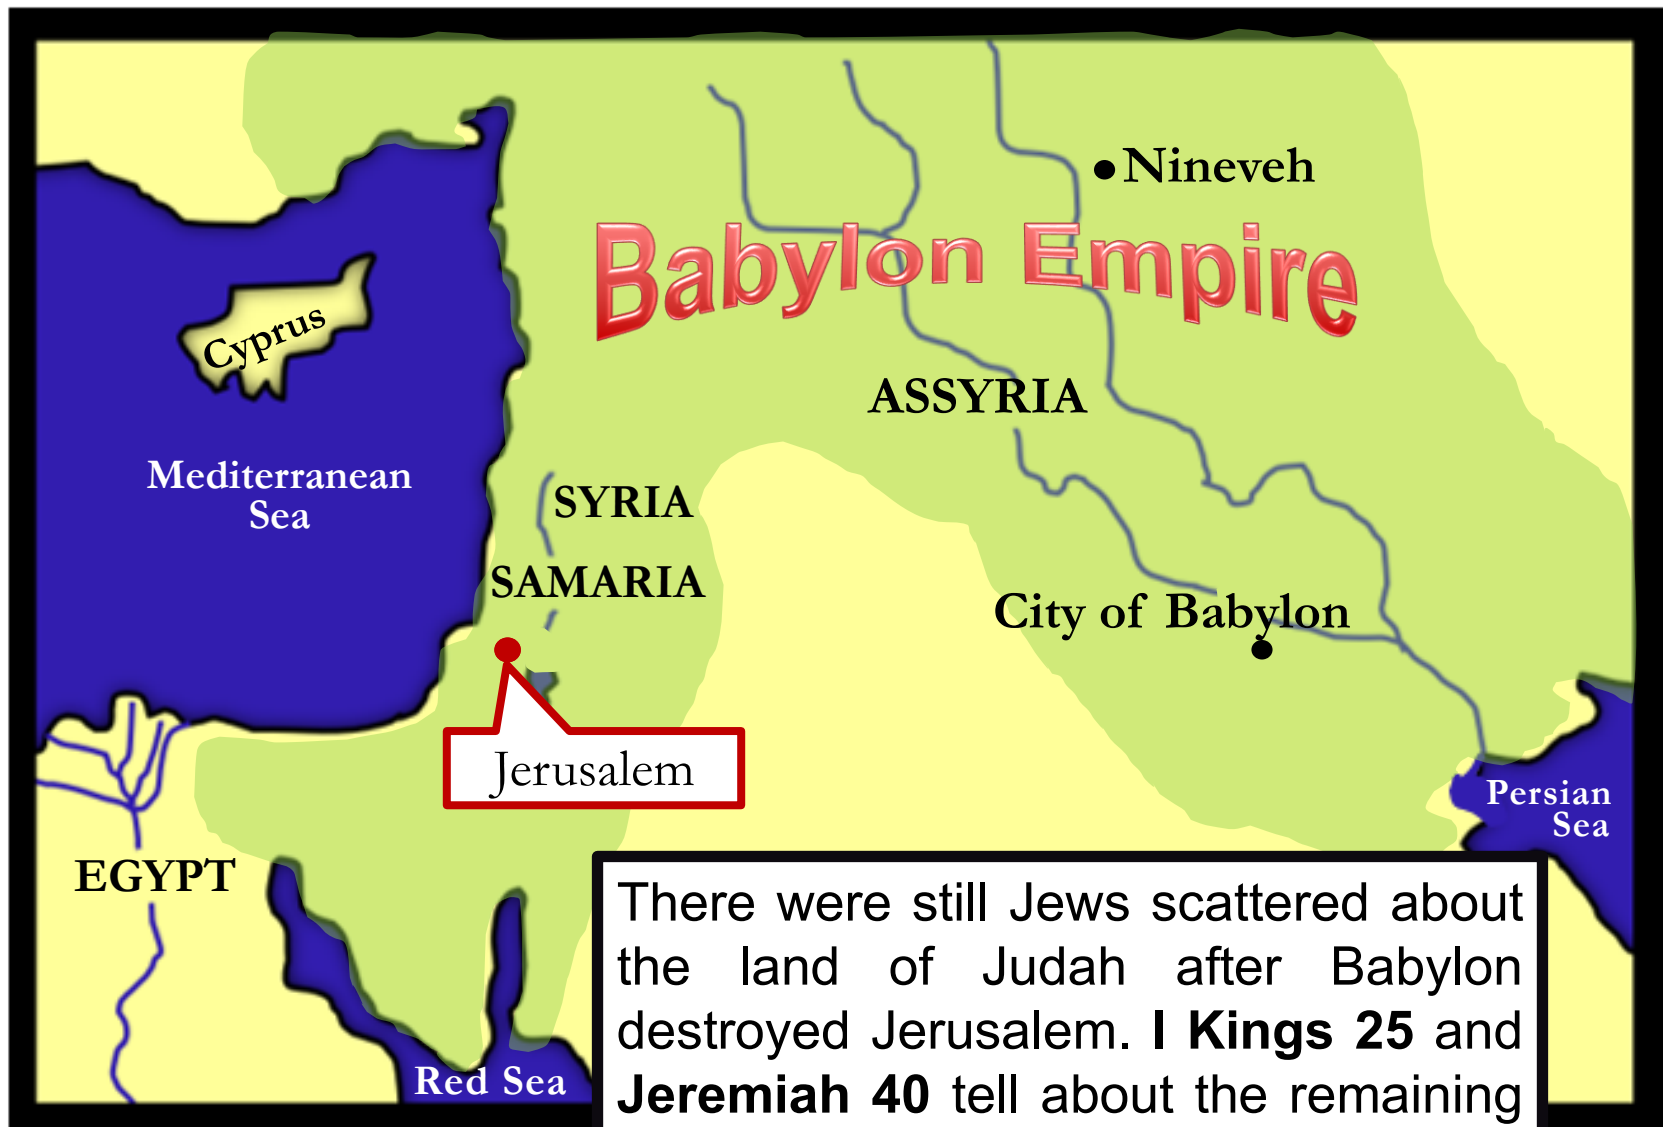 Nineveh
Babylon Empire
Cyprus
ASSYRIA
Mediterranean
Sea
SYRIA
SAMARIA
City of Babylon
Jerusalem
Persian
Sea
EGYPT
Red Sea
There were still Jews scattered about
the land of Judah after Babylon
destroyed Jerusalem. I Kings 25 and
Jeremiah 40 tell about the remaining